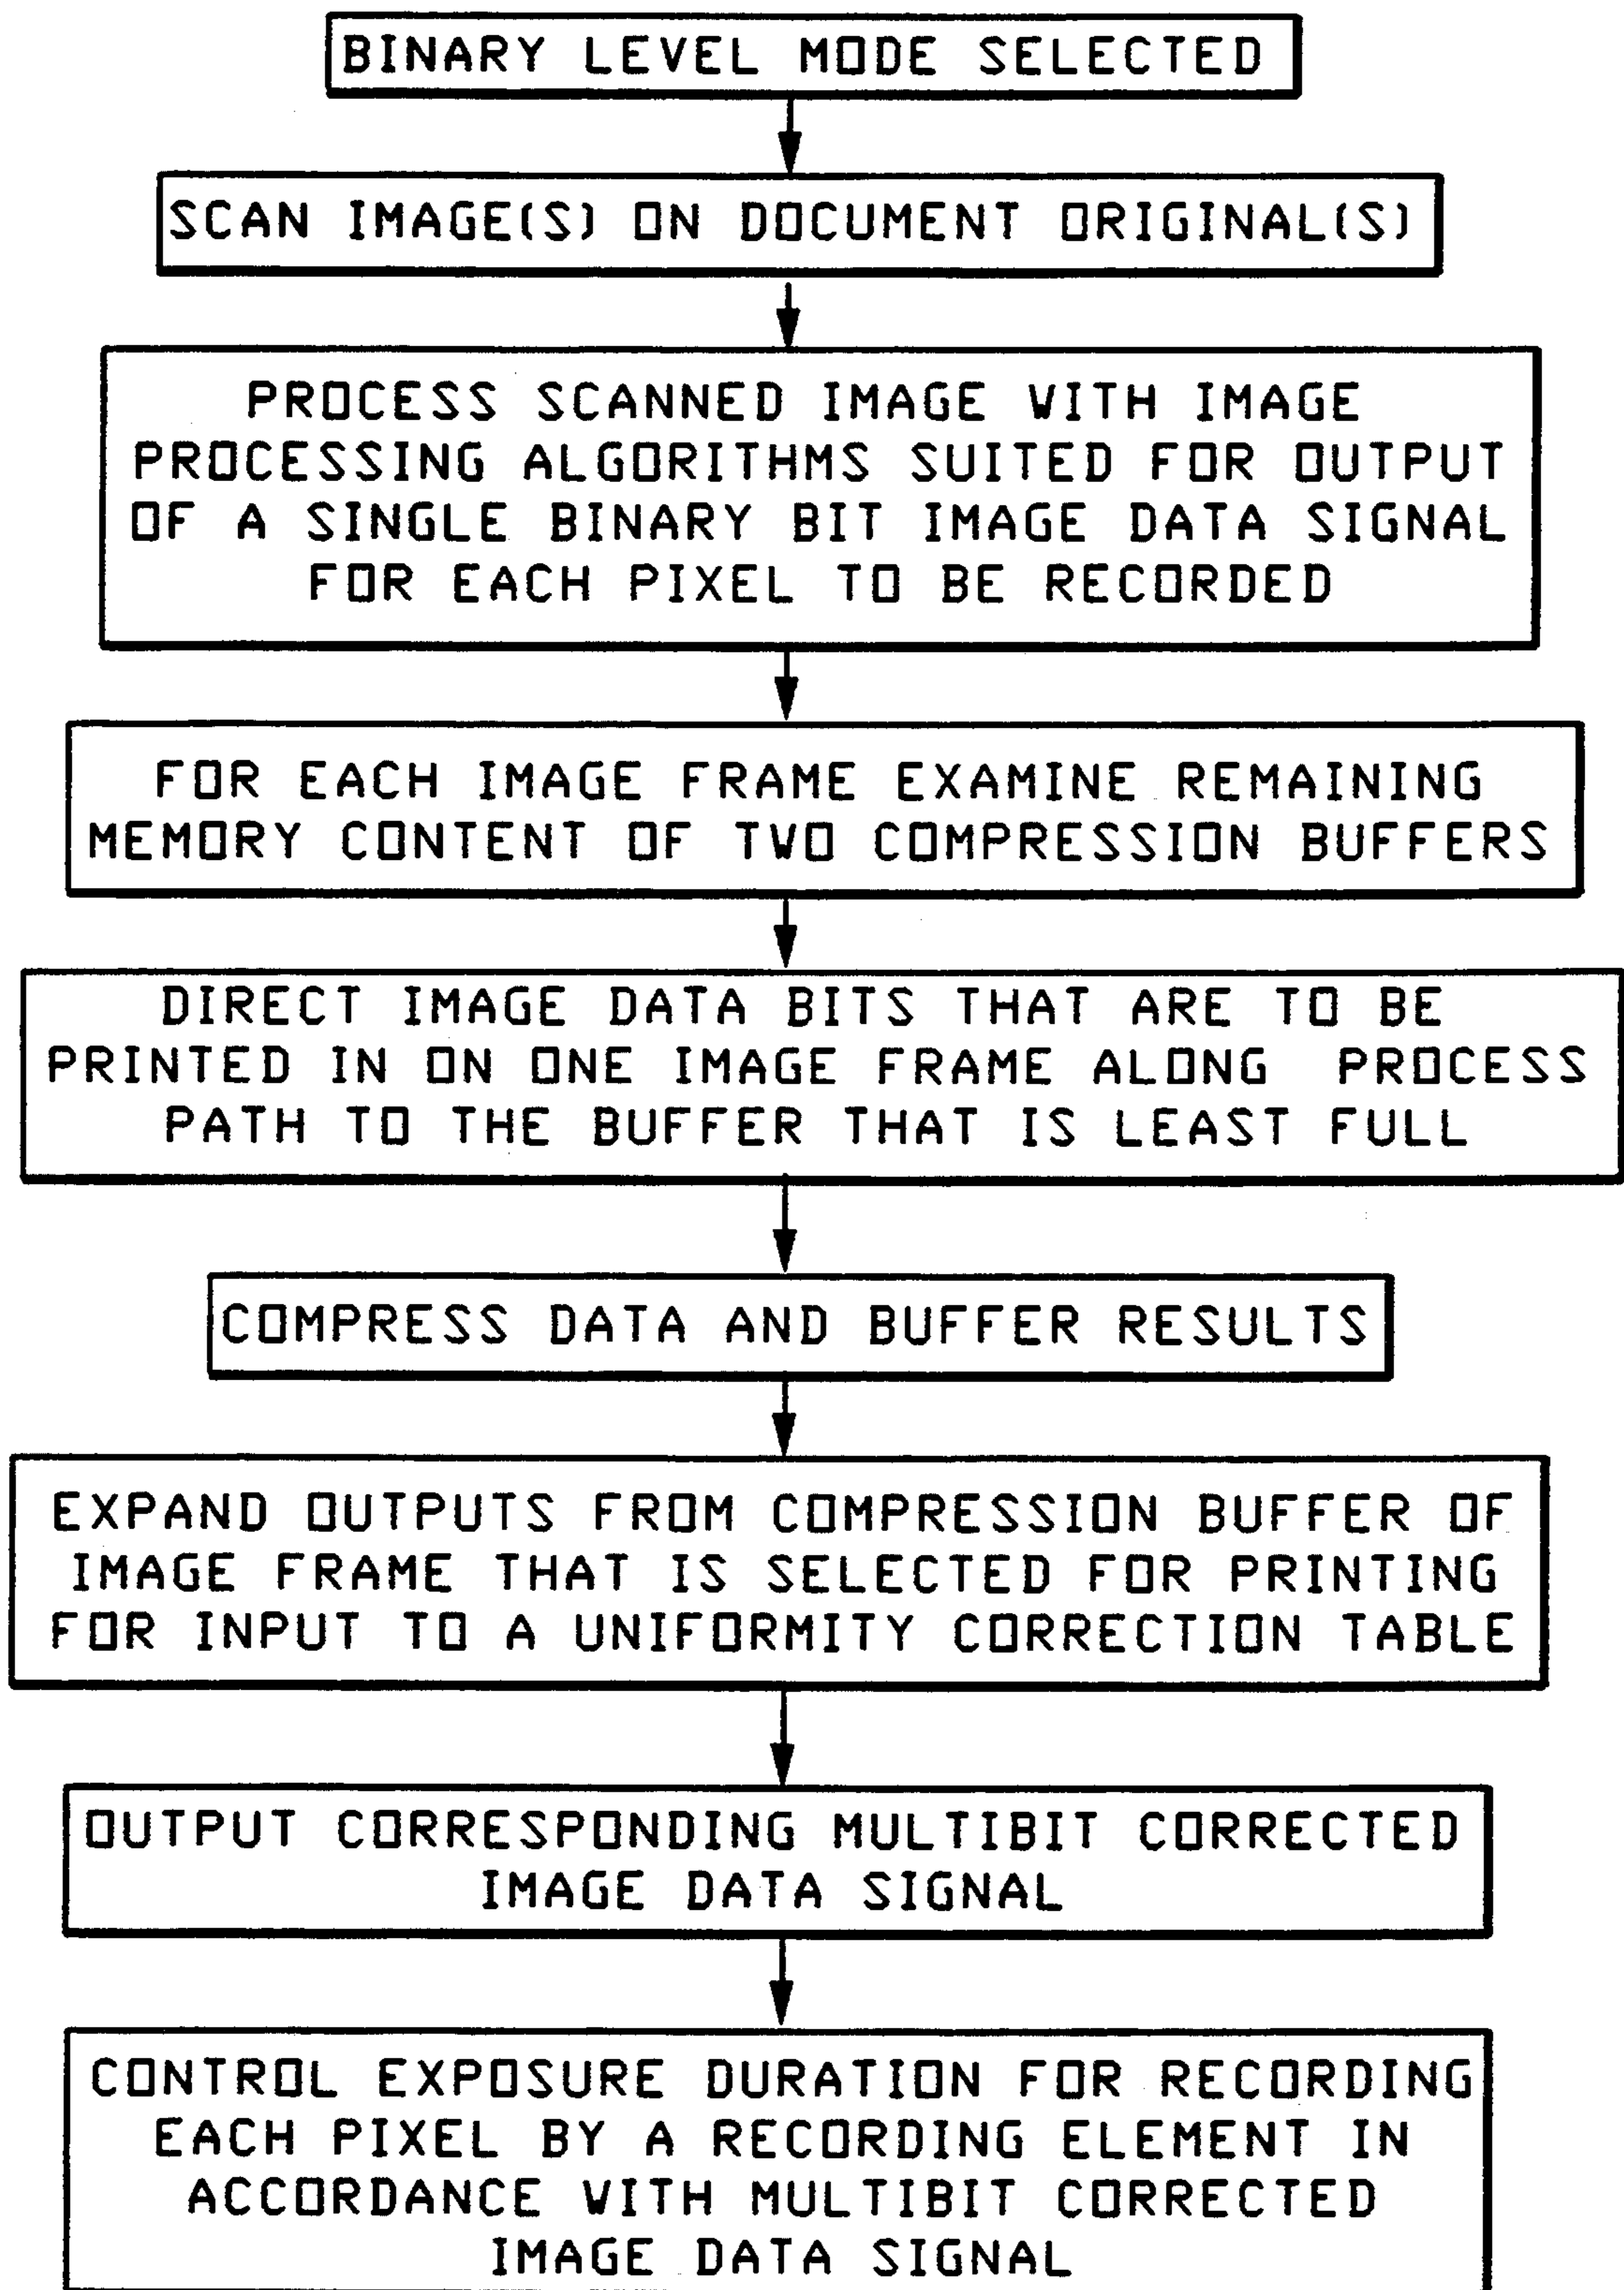 BINARY LEVEL MODE SELECTED
SCAN IMAGE(S) ON DOCUMENT ORIGINAL(S)
PROCESS SCANNED IMAGE WITH IMAGE
PROCESSING ALGORITHMS SUITED FOR OUTPUT
OF A SINGLE BINARY BIT IMAGE DATA SIGNAL
FOR EACH PIXEL TO BE RECORDED
FOR EACH IMAGE FRAME EXAMINE REMAINING
MEMORY CONTENT OF TWO COMPRESSION BUFFERS
DIRECT IMAGE DATA BITS THAT ARE TO BE
PRINTED IN ON ONE IMAGE FRAME ALONG PROCESS
PATH TO THE BUFFER THAT IS LEAST FULL
COMPRESS DATA AND BUFFER RESULTS
EXPAND OUTPUTS FROM COMPRESSION BUFFER OF
IMAGE FRAME THAT IS SELECTED FOR PRINTING
FOR INPUT TO A UNIFORMITY CORRECTION TABLE
OUTPUT CORRESPONDING MULTIBIT CORRECTED
IMAGE DATA SIGNAL
CONTROL EXPOSURE DURATION FOR RECORDING
EACH PIXEL BY A RECORDING ELEMENT IN
ACCORDANCE WITH MULTIBIT CORRECTED
IMAGE DATA SIGNAL